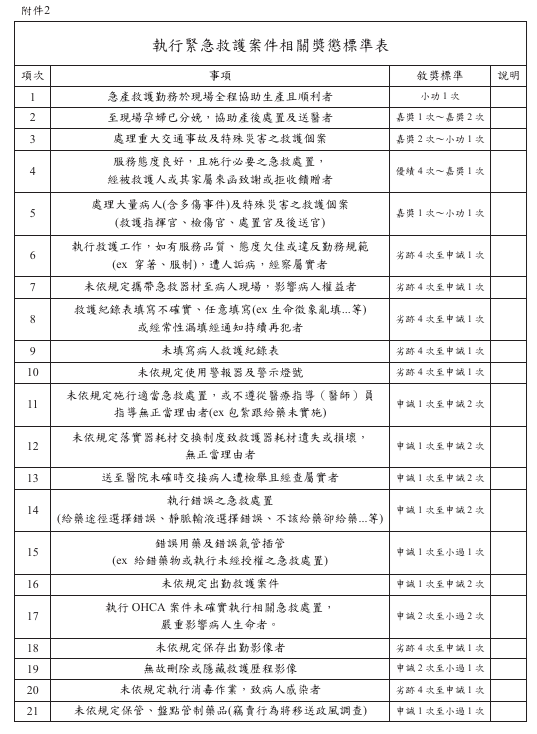 附件2
執行緊急救護案件相關獎懲標準表
項次 事項 敘獎標準 說明
1 急產救護勤務於現場全程協助生產且順利者 小功 1 次
2 至現場孕婦已分娩，協助產後處置及送醫者 嘉獎 1 次～嘉獎 2 次
3 處理重大交通事故及特殊災害之救護個案 嘉獎 2 次～小功 1 次
4 服務態度良好，且施行必要之急救處置，
經被救護人或其家屬來函致謝或拒收餽贈者 優績 4 次～嘉獎 1 次
5 處理大量病人(含多傷事件)及特殊災害之救護個案
(救護指揮官、檢傷官、處置官及後送官) 嘉獎 1 次～小功 1 次
6 執行救護工作，如有服務品質、態度欠佳或違反勤務規範
(ex 穿著、服制)，遭人詬病，經察屬實者 劣跡 4 次至申誡 1 次
7 未依規定攜帶急救器材至病人現場，影響病人權益者 劣跡 4 次至申誡 1 次
8 救護紀錄表填寫不確實、任意填寫(ex 生命徵象亂填...等)
或經常性漏填經通知持續再犯者 劣跡 4 次至申誡 1 次
9 未填寫病人救護紀錄表 劣跡 4 次至申誡 1 次
10 未依規定使用警報器及警示燈號 劣跡 4 次至申誡 1 次
11 未依規定施行適當急救處置，或不遵從醫療指導（醫師）員
指導無正當理由者(ex 包紮跟給藥未實施) 申誡 1 次至申誡 2 次
12 未依規定落實器耗材交換制度致救護器耗材遺失或損壞，
無正當理由者 申誡 1 次至申誡 2 次
13 送至醫院未確時交接病人遭檢舉且經查屬實者 申誡 1 次至申誡 2 次
14 執行錯誤之急救處置
(給藥途徑選擇錯誤、靜脈輸液選擇錯誤、不該給藥卻給藥...等) 申誡 1 次至申誡 2 次
15 錯誤用藥及錯誤氣管插管
(ex 給錯藥物或執行未經授權之急救處置) 申誡 1 次至小過 1 次
16 未依規定出勤救護案件 申誡 1 次至申誡 2 次
17 執行 OHCA 案件未確實執行相關急救處置，
嚴重影響病人生命者。 申誡 2 次至小過 2 次
18 未依規定保存出勤影像者 劣跡 4 次至申誡 1 次
19 無故刪除或隱藏救護歷程影像 申誡 2 次至小過 1 次
20 未依規定執行消毒作業，致病人感染者 劣跡 4 次至申誡 1 次
21 未依規定保管、盤點管制藥品(竊賣行為將移送政風調查) 申誡 1 次至小過 1 次